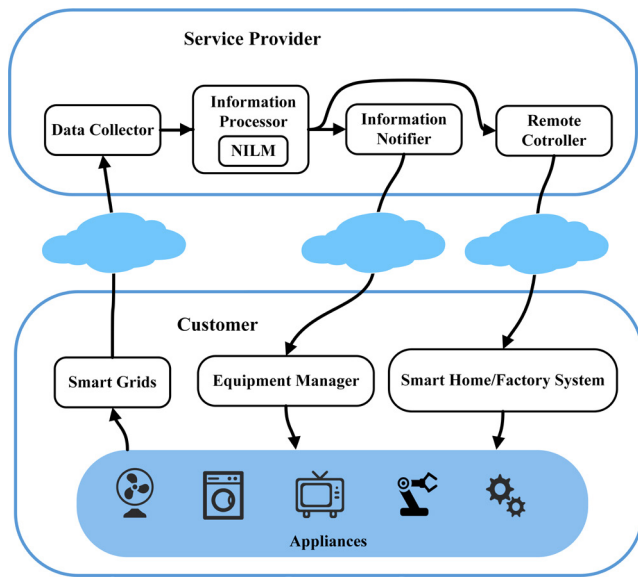 Service Provider
Data Collector
Information
Processor
NILM
Information
Notifier
Remote
Cotroller
Customer
Smart Grids
Equipment Manager
Smart Home/Factory System
Appliances